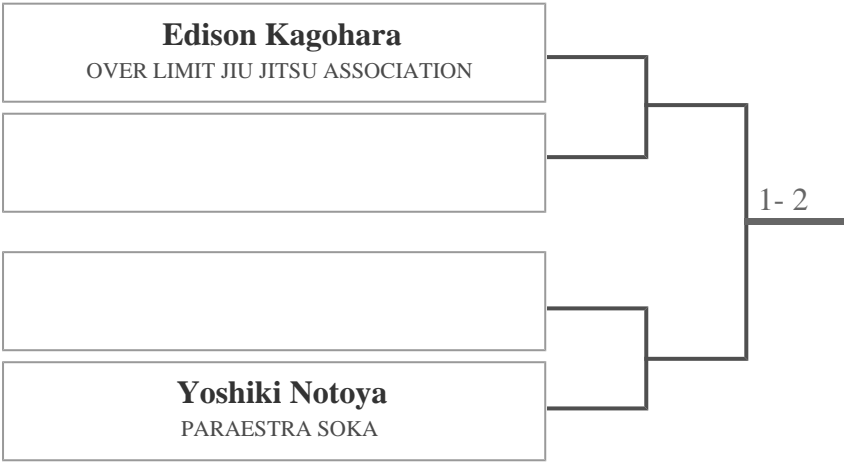 Edison Kagohara
OVER LIMIT JIU JITSU ASSOCIATION
1- 2
Yoshiki Notoya
PARAESTRA SOKA